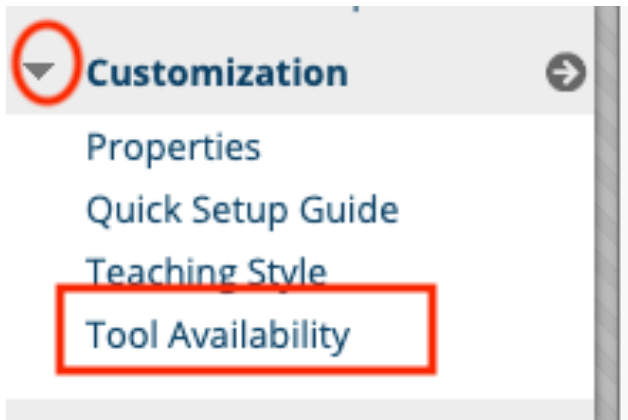 Customization
Properties
Quick Setup Guide
Teaching Style
Tool Availability